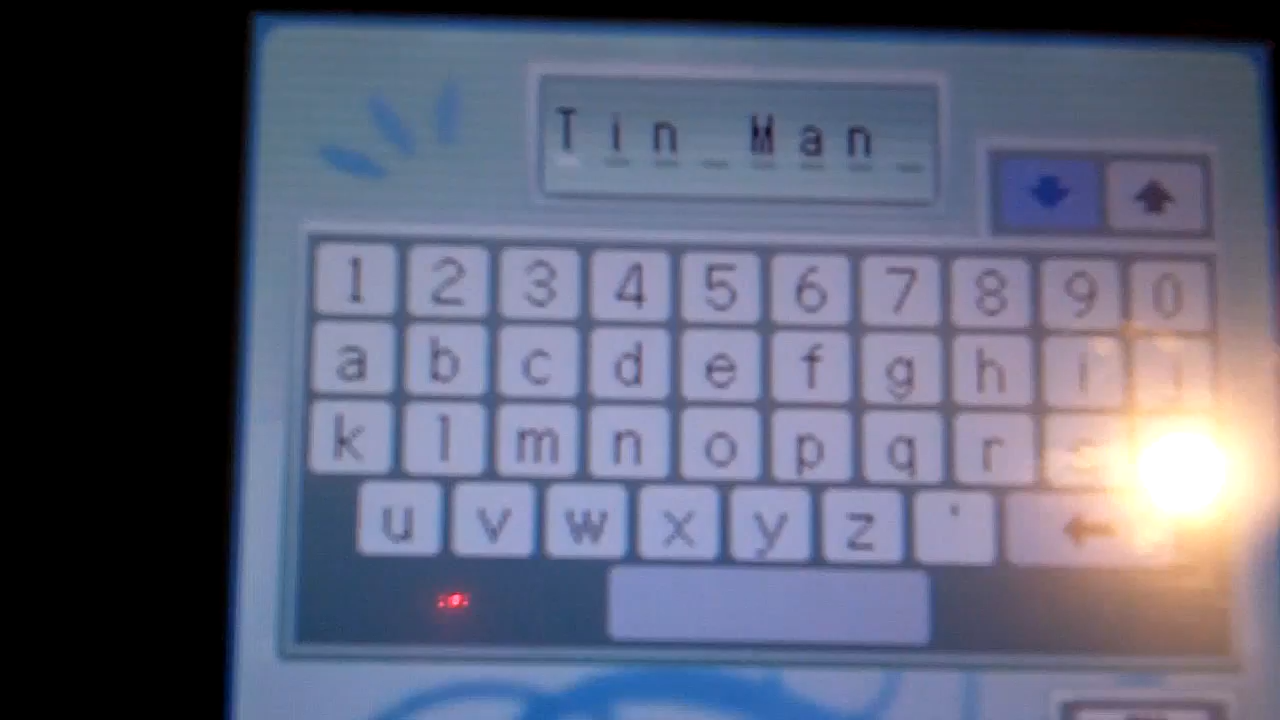 Tin Man
1 2 3 4 5 6 7 8 9 0
a b c d e f g h i j
k l m n o p q r
u v w x y z '